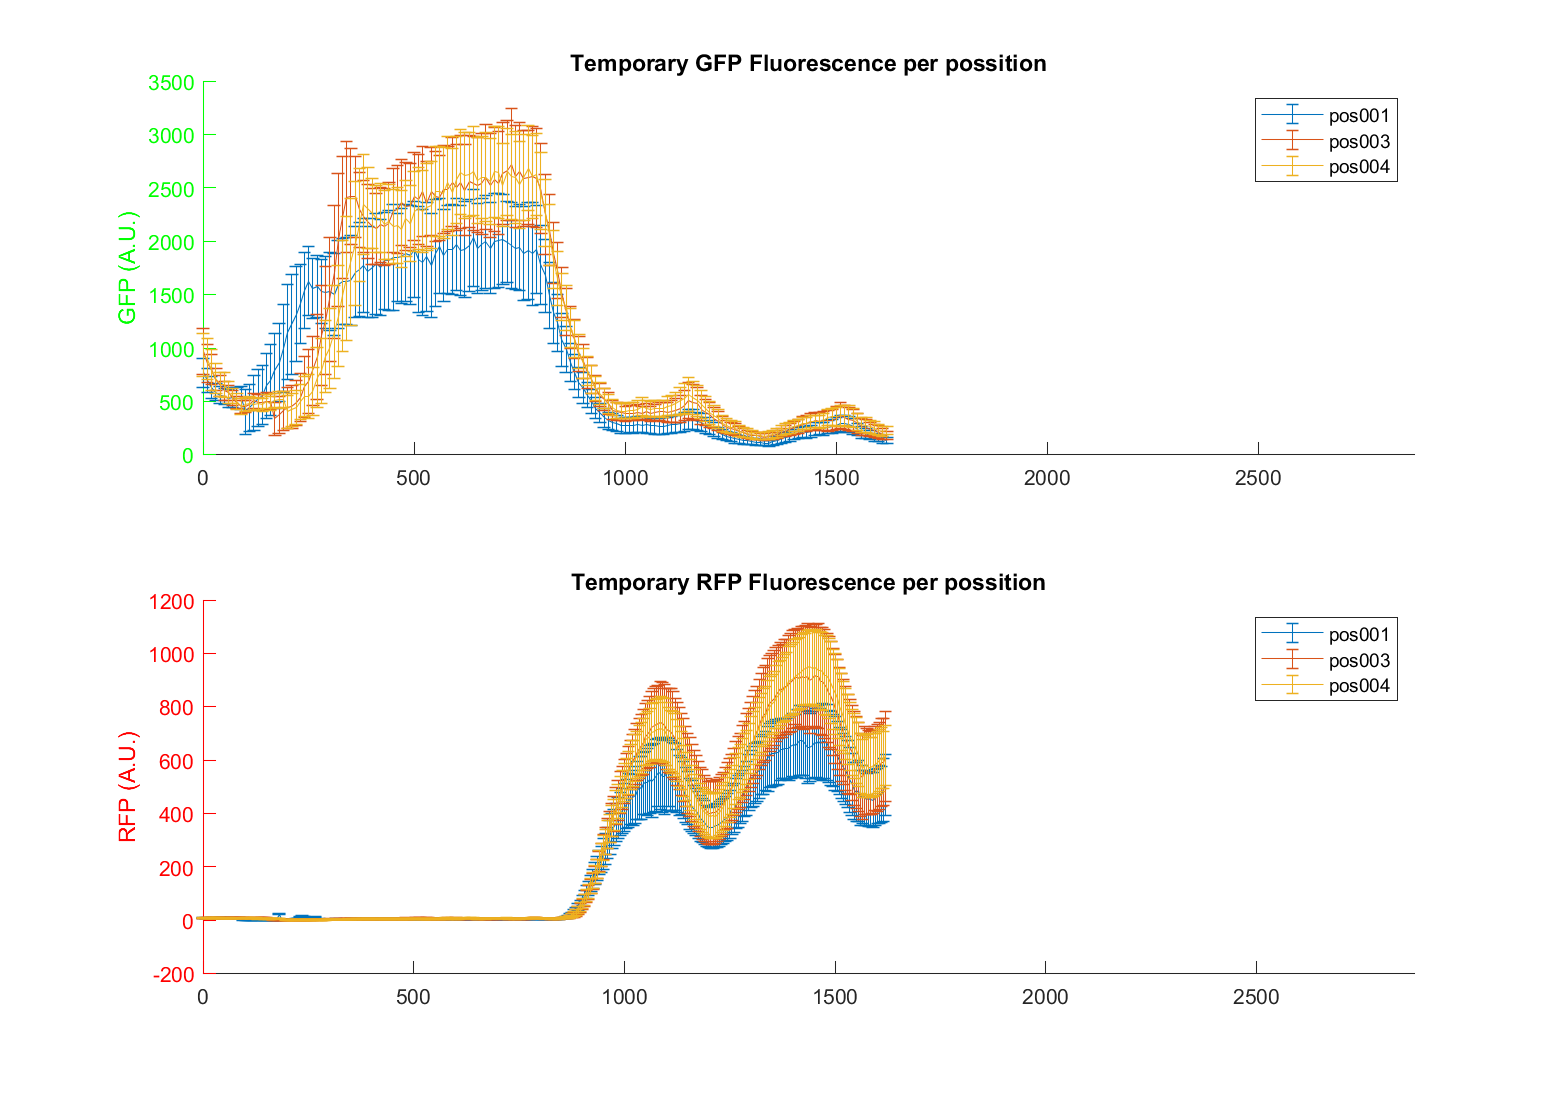 Temporary GFP Fluorescence per possition
GFP (A.U.)
3500
3000
2500
2000
1500
1000
500
0
0 500 1000 1500 2000 2500
pos001
pos003
pos004
Temporary RFP Fluorescence per possition
RFP (A.U.)
1200
1000
800
600
400
200
0
-200
0 500 1000 1500 2000 2500
pos001
pos003
pos004